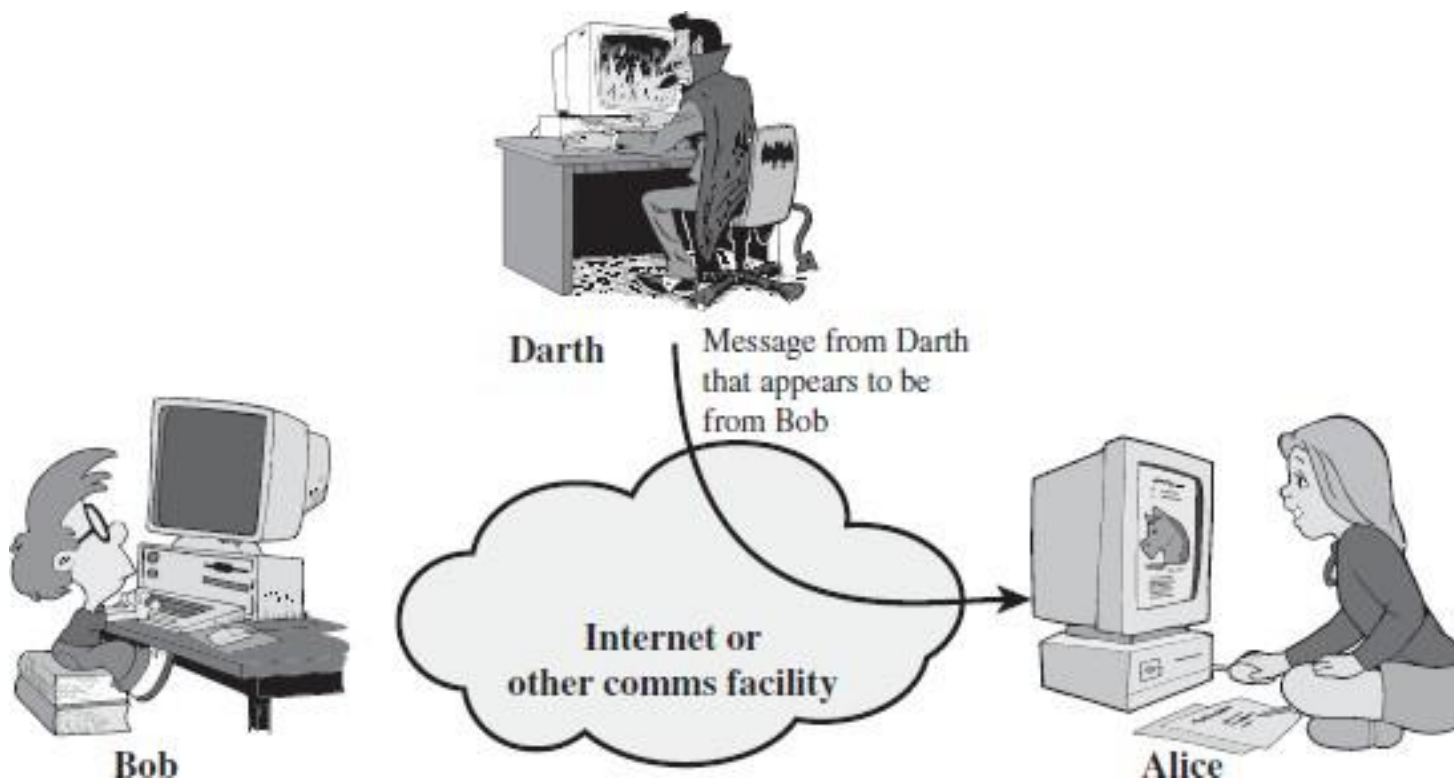 Darth
Message from Darth
that appears to be
from Bob
Internet or
other comms facility
Bob
Alice